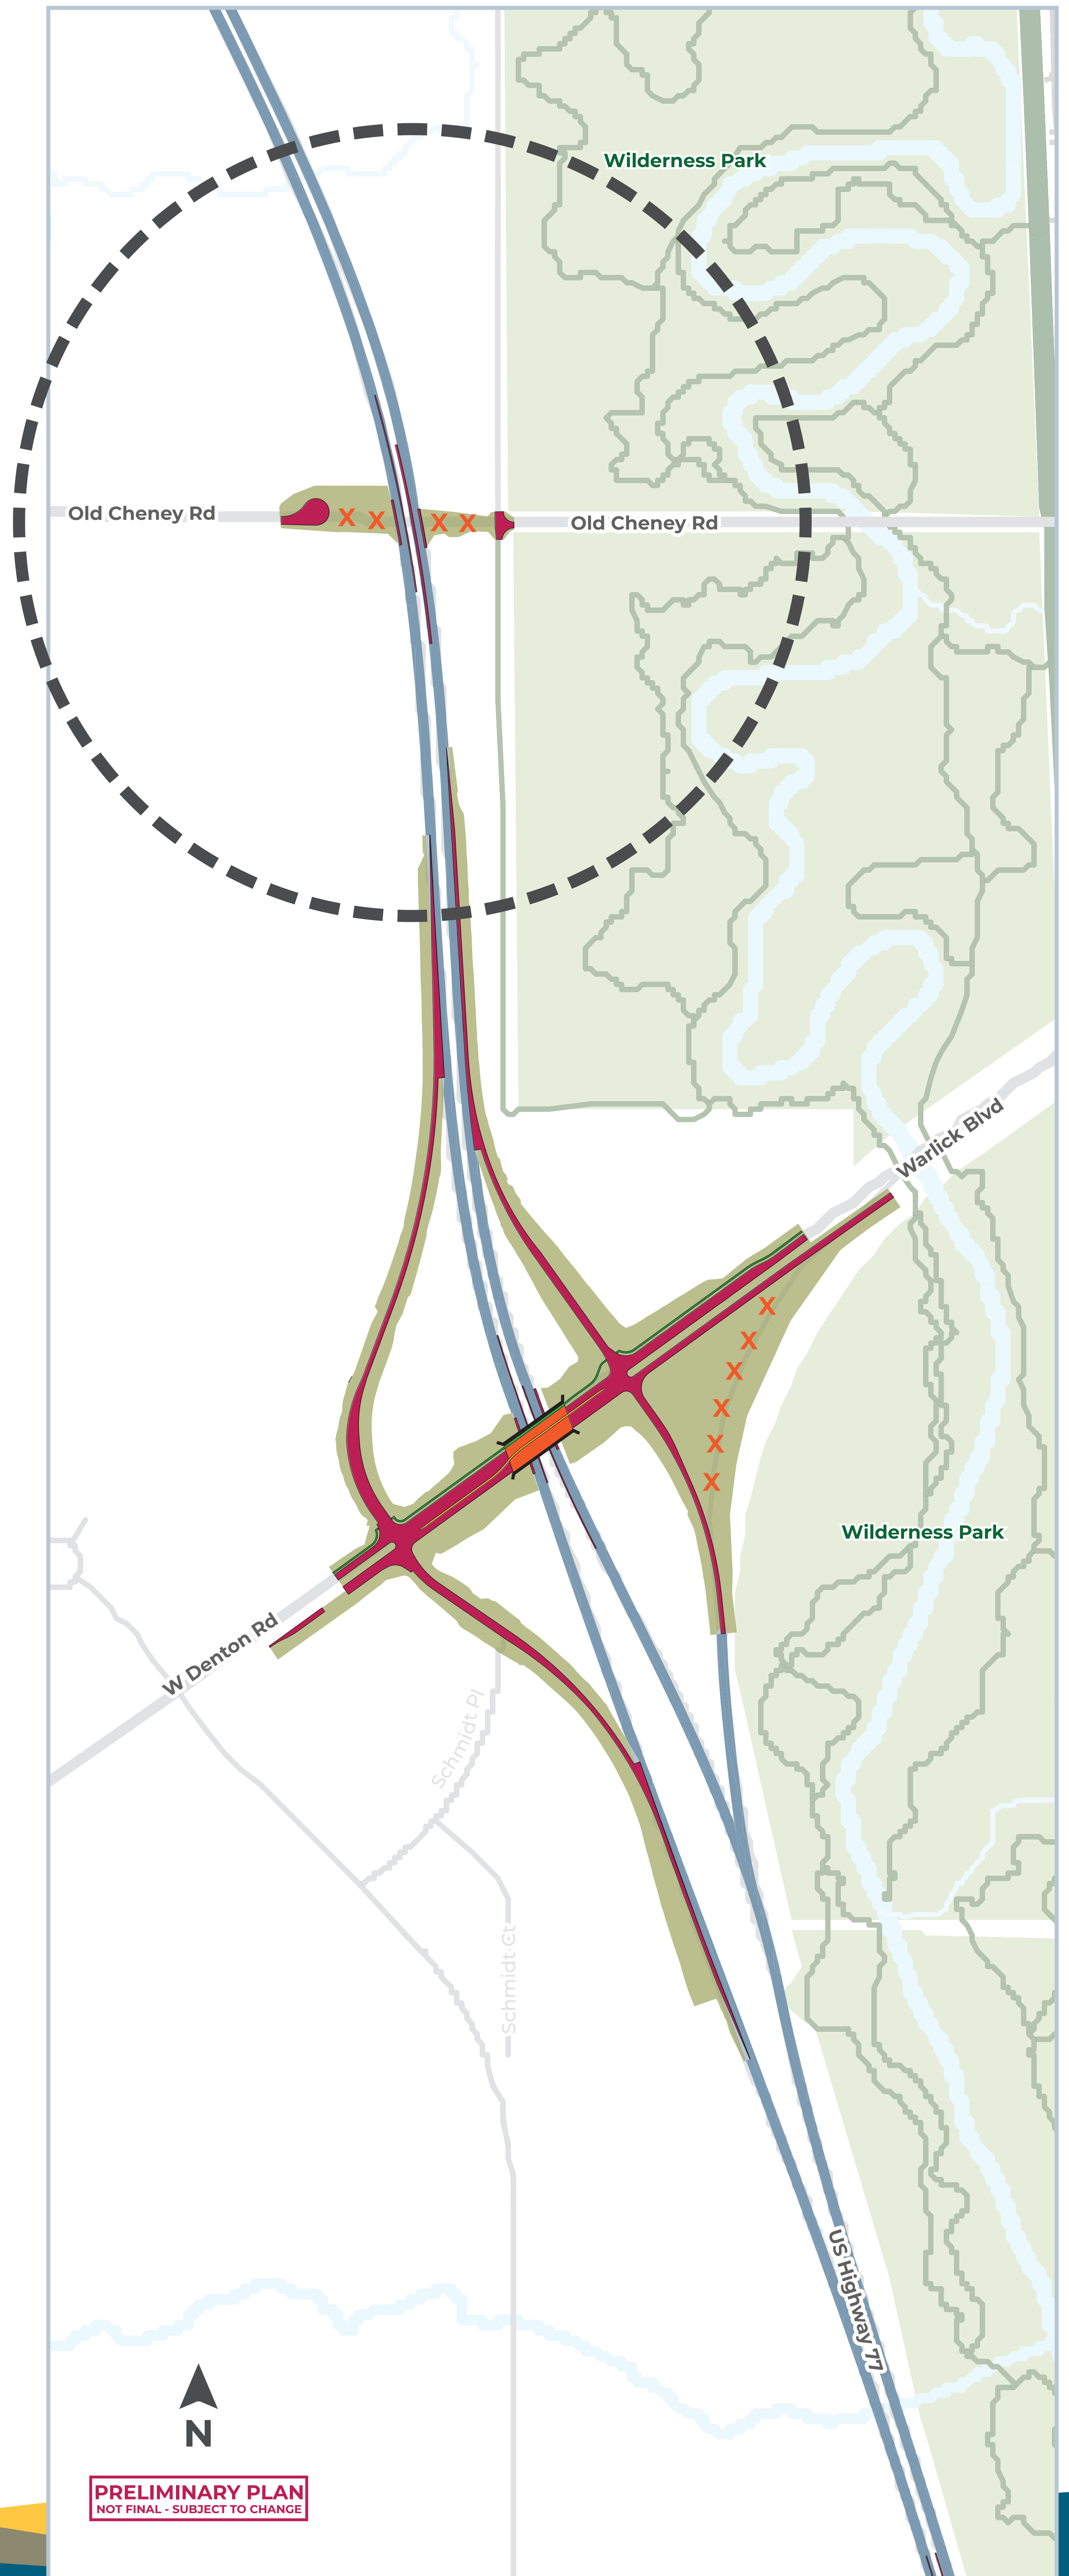 Wilderness Park
Old Cheney Rd
X X
X X
Old Cheney Rd
Warlick Blvd
X
X
X
X
X
X
Wilderness Park
W Denton Rd
Schmidt Pl
Schmidt Ct
US Highway 77
N
PRELIMINARY PLAN
NOT FINAL - SUBJECT TO CHANGE